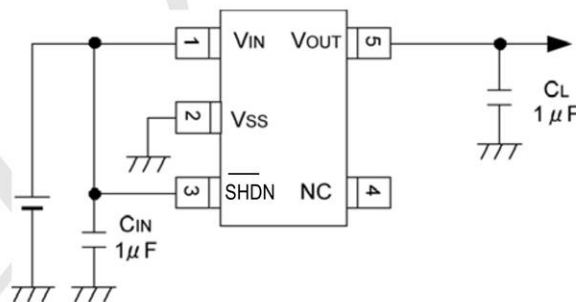 1 VIN VOUT 5
CL
1μF
2 VSS
3 SHDN NC 4
CIN
1μF